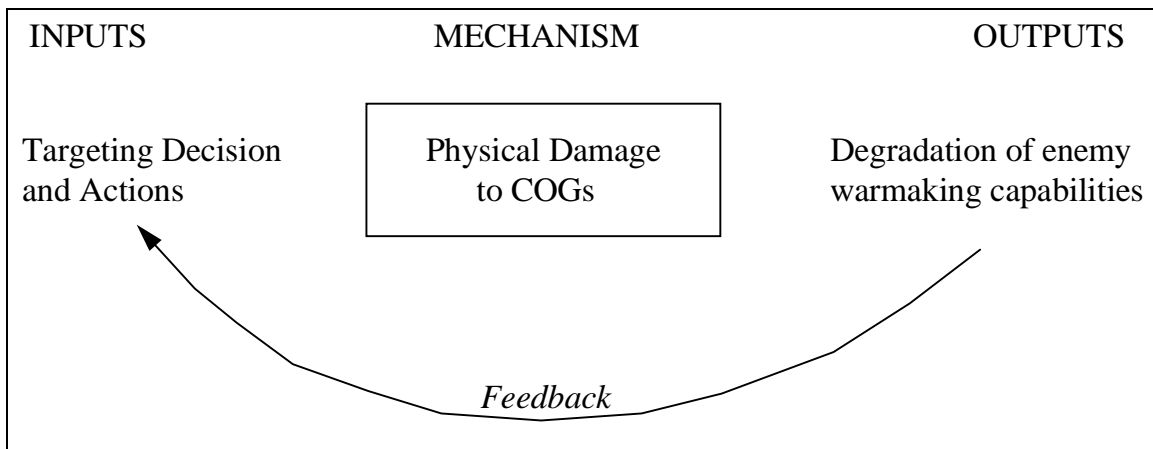 INPUTS MECHANISM OUTPUTS
Targeting Decision
and Actions
Physical Damage
to COGs
Degradation of enemy
warmaking capabilities
Feedback